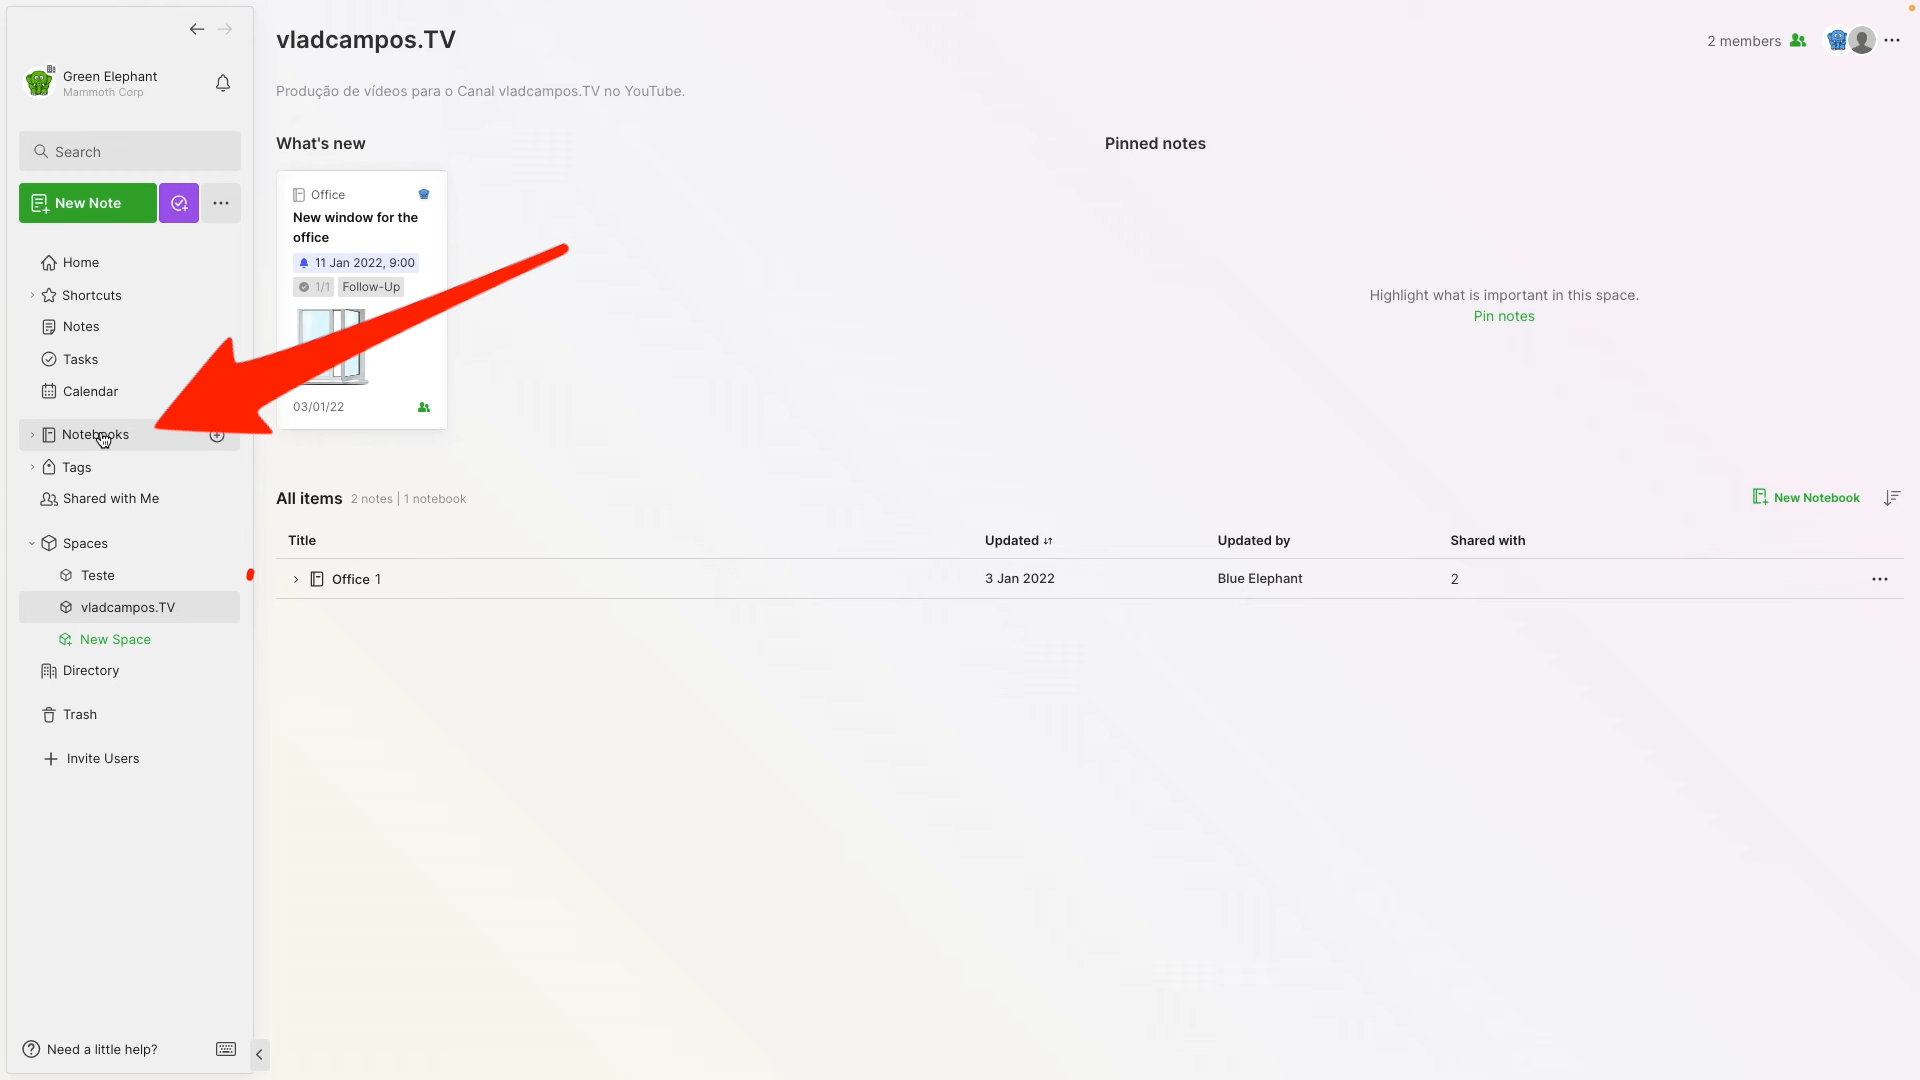 Green Elephant
Mammoth Corp
Search
New Note
Home
Shortcuts
Notes
Tasks
Calendar
Notebooks
Tags
Shared with Me
Spaces
Teste
vladcampos.TV
New Space
Directory
Trash
Invite Users
Need a little help?
vladcampos.TV
2 members
Produção de vídeos para o Canal vladcampos.TV no YouTube.
What's new
Pinned notes
Office
New window for the
office
11 Jan 2022, 9:00
1/1 Follow-Up
03/01/22
Highlight what is important in this space.
Pin notes
All items 2 notes | 1 notebook
New Notebook
Title Updated Updated by Shared with
Office 1 3 Jan 2022 Blue Elephant 2